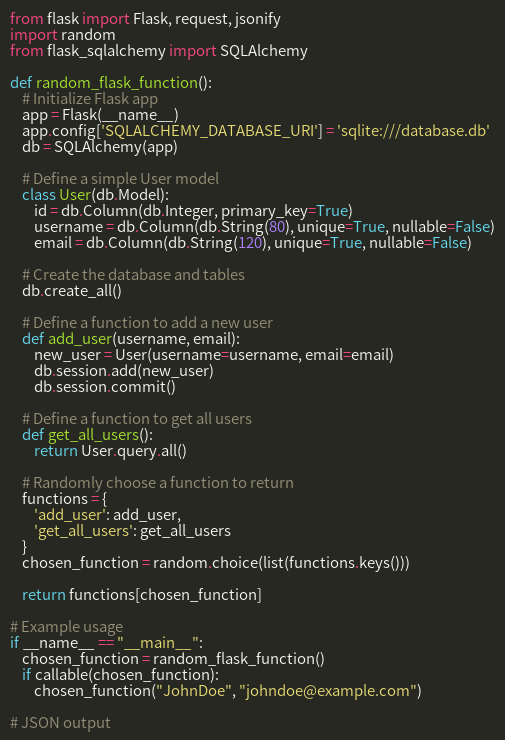 from flask import Flask, request, jsonify
import random
from flask_sqlalchemy import SQLAlchemy

def random_flask_function():
    # Initialize Flask app
    app = Flask(__name__)
    app.config['SQLALCHEMY_DATABASE_URI'] = 'sqlite:///database.db'
    db = SQLAlchemy(app)

    # Define a simple User model
    class User(db.Model):
        id = db.Column(db.Integer, primary_key=True)
        username = db.Column(db.String(80), unique=True, nullable=False)
        email = db.Column(db.String(120), unique=True, nullable=False)

    # Create the database and tables
    db.create_all()

    # Define a function to add a new user
    def add_user(username, email):
        new_user = User(username=username, email=email)
        db.session.add(new_user)
        db.session.commit()

    # Define a function to get all users
    def get_all_users():
        return User.query.all()

    # Randomly choose a function to return
    functions = {
        'add_user': add_user,
        'get_all_users': get_all_users
    }
    chosen_function = random.choice(list(functions.keys()))

    return functions[chosen_function]

# Example usage
if __name__ == "__main__":
    chosen_function = random_flask_function()
    if callable(chosen_function):
        chosen_function("JohnDoe", "johndoe@example.com")

# JSON output